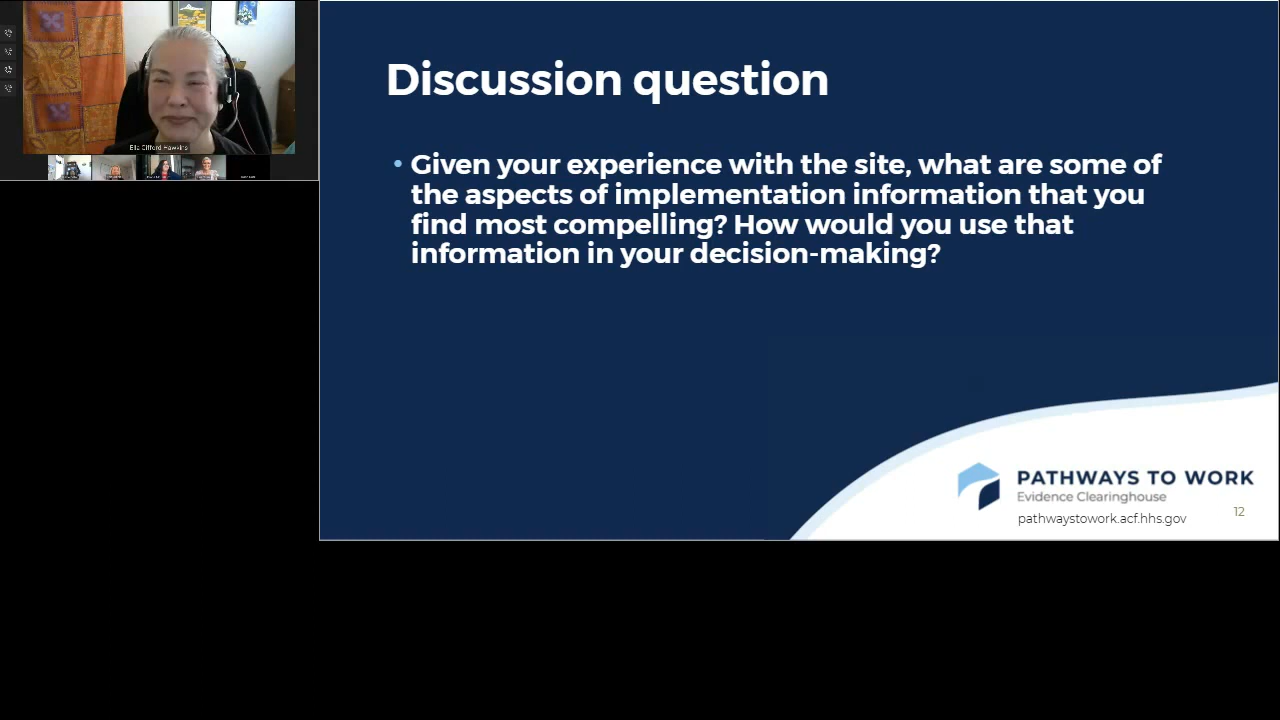 Ella Gifford Hawkins
Discussion question
• Given your experience with the site, what are some of
the aspects of implementation information that you
find most compelling? How would you use that
information in your decision-making?
PATHWAYS TO WORK
Evidence Clearinghouse
pathwaystowork.acf.hhs.gov
12